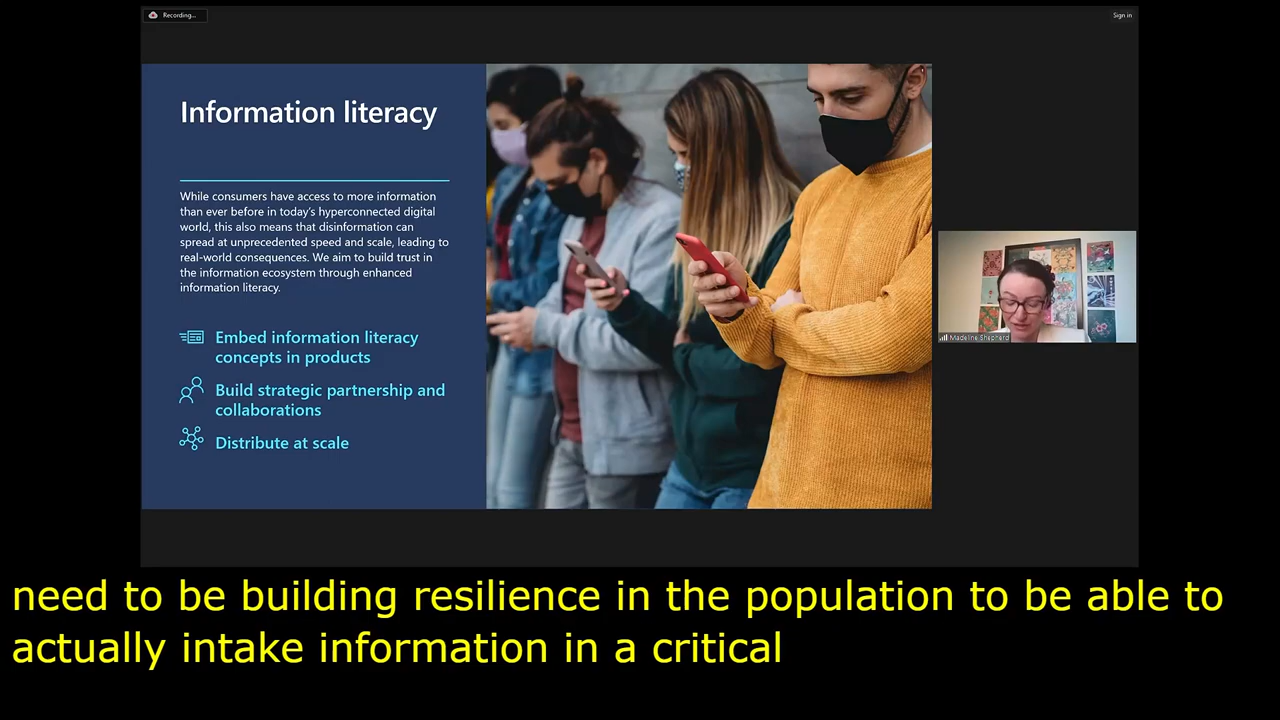 Recording...
Sign in
Information literacy
While consumers have access to more information
than ever before in today's hyperconnected digital
world, this also means that disinformation can
spread at unprecedented speed and scale, leading to
real-world consequences. We aim to build trust in
the information ecosystem through enhanced
information literacy.
Embed information literacy
concepts in products
Build strategic partnership and
collaborations
Distribute at scale
Madeline Shepherd
need to be building resilience in the population to be able to
actually intake information in a critical